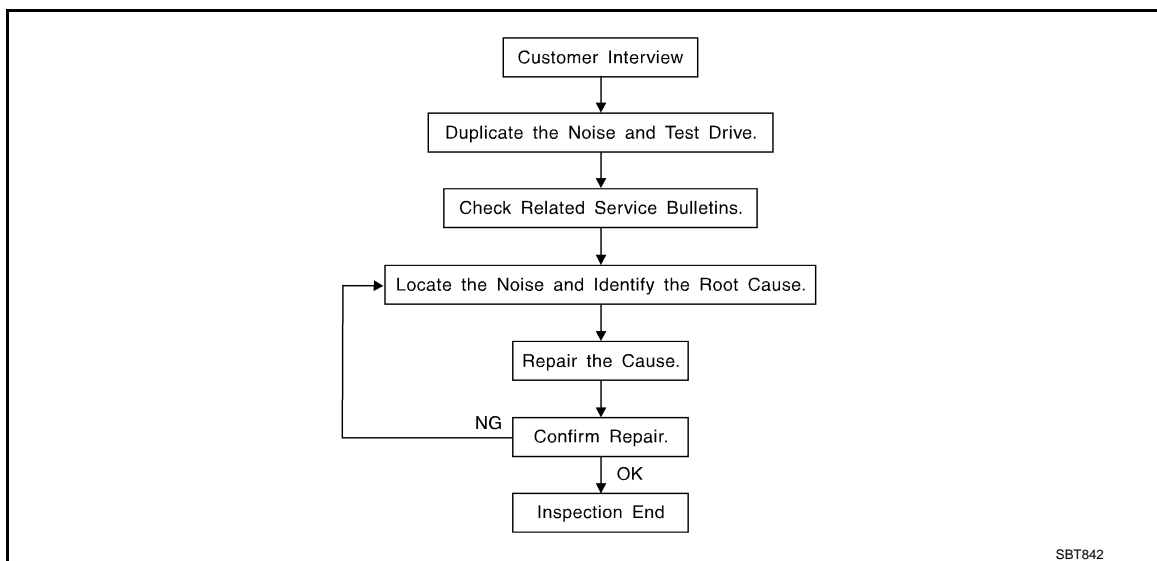 Customer Interview
Duplicate the Noise and Test Drive.
Check Related Service Bulletins.
Locate the Noise and Identify the Root Cause.
Repair the Cause.
NG
Confirm Repair.
OK
Inspection End
SBT842